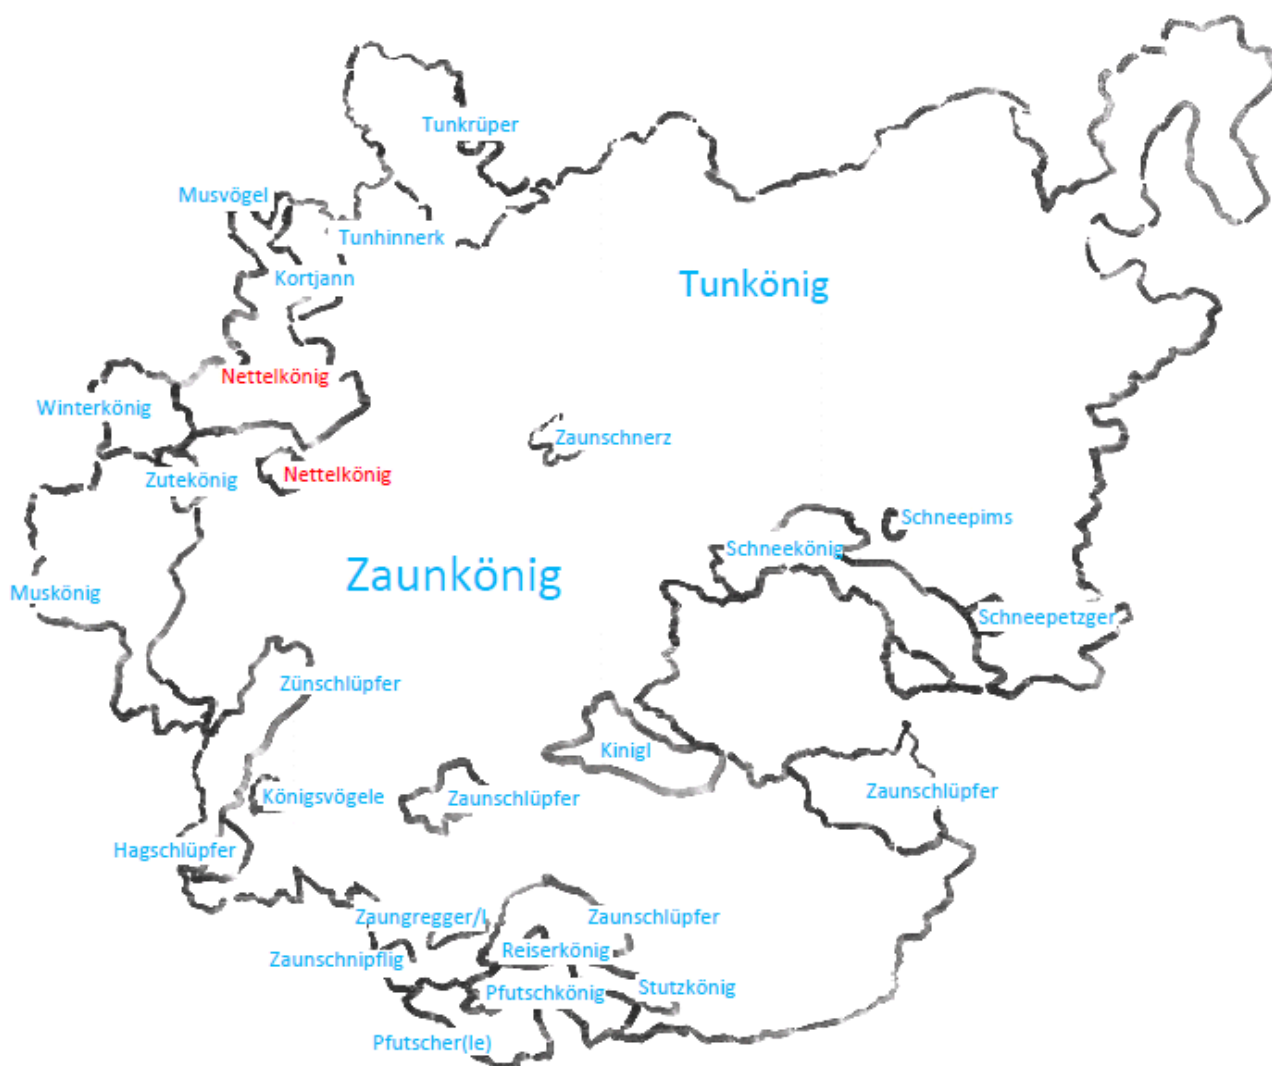 Tunkrüper
Musvögel
Tunhinnerk
Kortjann
Tunkönig
Nettelkönig
Winterkönig
Zaunschnerz
Zutekönig
Nettelkönig
Schneepims
Schneekönig
Zaunkönig
Muskönig
Schneepetzger
Zünschlüpfer
Kinigl
Königsvögele
Zaunschlüpfer
Zaunschlüpfer
Hagschlüpfer
Zaungregger/l
Zaunschlüpfer
Zaunschnipflig
Reiserkönig
Pfutschkönig
Stutzkönig
Pfutscher(le)